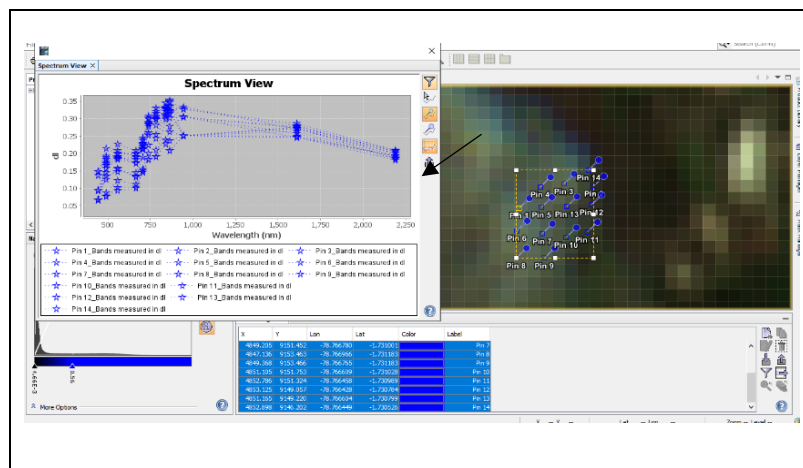 Search (Ctrl+I)
Spectrum View ×
Spectrum View
dl
0.35
0.30
0.25
0.20
0.15
0.10
0.05
500
750
1,000
1,250
1,500
1,750
2,000
2,250
Wavelength (nm)
Pin 1_Bands measured in dl
Pin 2_Bands measured in dl
Pin 3_Bands measured in dl
Pin 4_Bands measured in dl
Pin 5_Bands measured in dl
Pin 6_Bands measured in dl
Pin 7_Bands measured in dl
Pin 8_Bands measured in dl
Pin 9_Bands measured in dl
Pin 10_Bands measured in dl
Pin 11_Bands measured in dl
Pin 12_Bands measured in dl
Pin 13_Bands measured in dl
Pin 14_Bands measured in dl
Pin 14
Pin 4 Pin 3 Pin
Pin 1 Pin 5 Pin 13 Pin 12
Pin 6 Pin 7 Pin 10 Pin 11
Pin 8 Pin 9
X Y Lon Lat Color Label
4849.205 9151.452 -78.766780 -1.731001 Pin 7
4847.136 9153.463 -78.766966 -1.731183 Pin 8
4849.368 9153.466 -78.766765 -1.731183 Pin 9
4851.105 9151.753 -78.766609 -1.731028 Pin 10
4852.786 9151.324 -78.766458 -1.730989 Pin 11
4853.125 9149.057 -78.766428 -1.730784 Pin 12
4851.165 9149.220 -78.766604 -1.730799 Pin 13
4852.898 9146.202 -78.766449 -1.730526 Pin 14
More Options